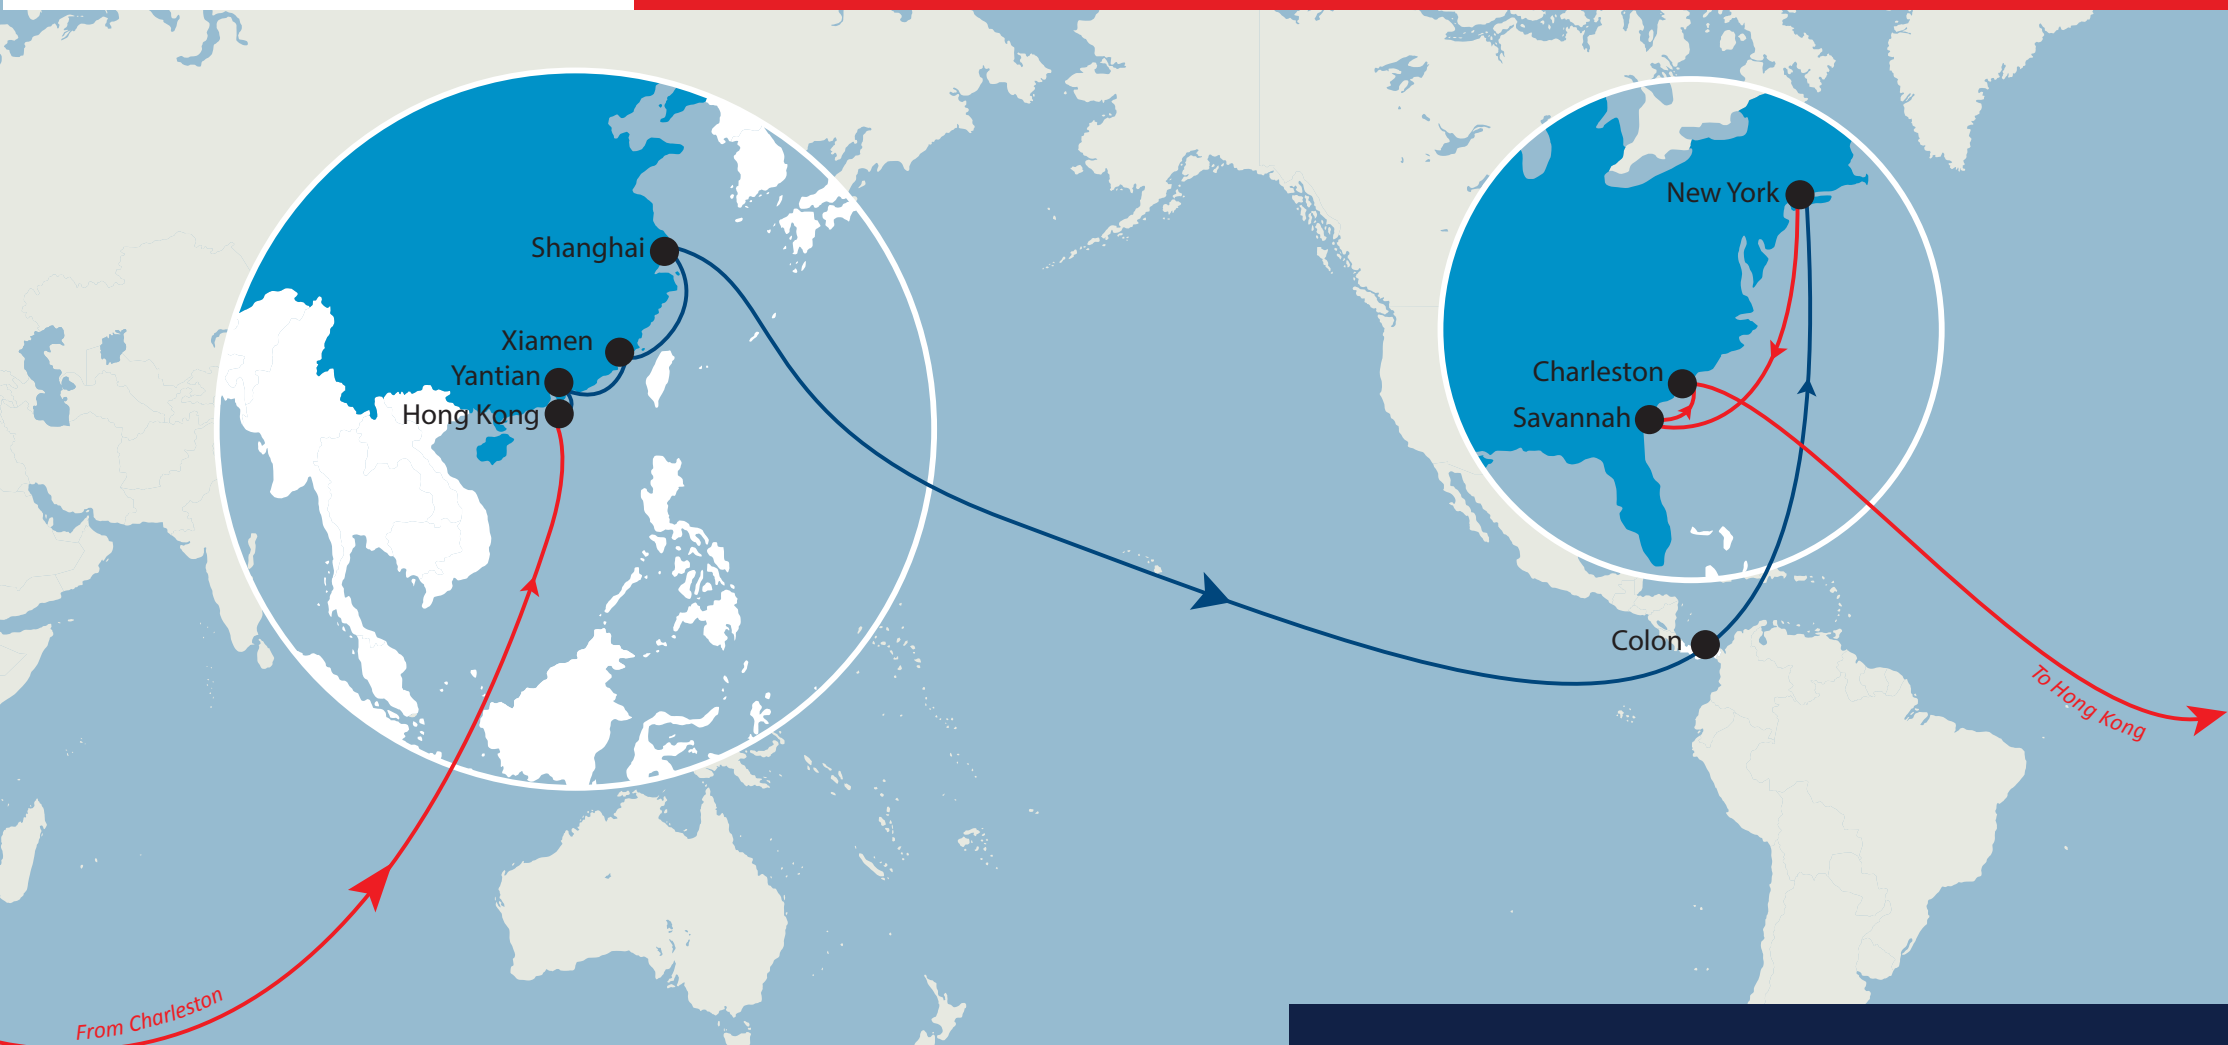 New York
Shanghai
Xiamen
Yantian
Hong Kong
Charleston
Savannah
Colon
To Hong Kong
From Charleston